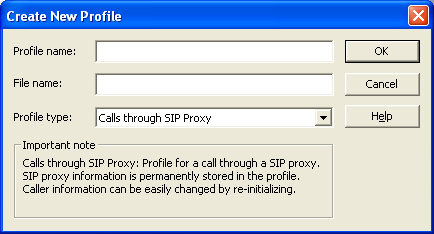 Create New Profile
Profile name:
OK
File name:
Cancel
Profile type:
Calls through SIP Proxy
Help
Important note
Calls through SIP Proxy: Profile for a call through a SIP proxy.
SIP proxy information is permanently stored in the profile.
Caller information can be easily changed by re-initializing.